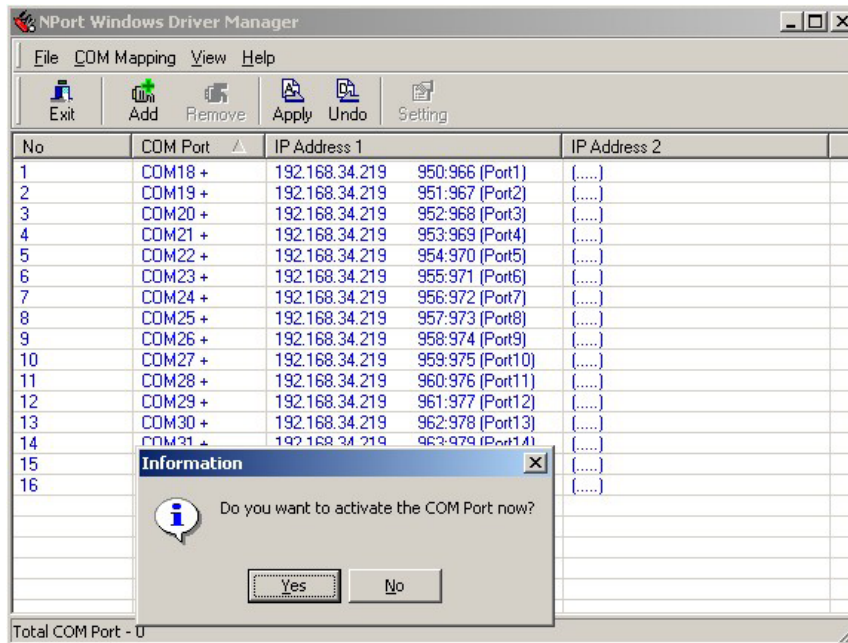 NPort Windows Driver Manager
File COM Mapping View Help
Exit Add Remove Apply Undo Setting
No COM Port IP Address 1 IP Address 2
1 COM18 + 192.168.34.219 950:966 (Port1) (.....)
2 COM19 + 192.168.34.219 951:967 (Port2) (.....)
3 COM20 + 192.168.34.219 952:968 (Port3) (.....)
4 COM21 + 192.168.34.219 953:969 (Port4) (.....)
5 COM22 + 192.168.34.219 954:970 (Port5) (.....)
6 COM23 + 192.168.34.219 955:971 (Port6) (.....)
7 COM24 + 192.168.34.219 956:972 (Port7) (.....)
8 COM25 + 192.168.34.219 957:973 (Port8) (.....)
9 COM26 + 192.168.34.219 958:974 (Port9) (.....)
10 COM27 + 192.168.34.219 959:975 (Port10) (.....)
11 COM28 + 192.168.34.219 960:976 (Port11) (.....)
12 COM29 + 192.168.34.219 961:977 (Port12) (.....)
13 COM30 + 192.168.34.219 962:978 (Port13) (.....)
14 COM31 + 192.168.34.219 963:979 (Port14) (.....)
15 (.....)
16 (.....)
Information
Do you want to activate the COM Port now?
Yes No
Total COM Port - 0